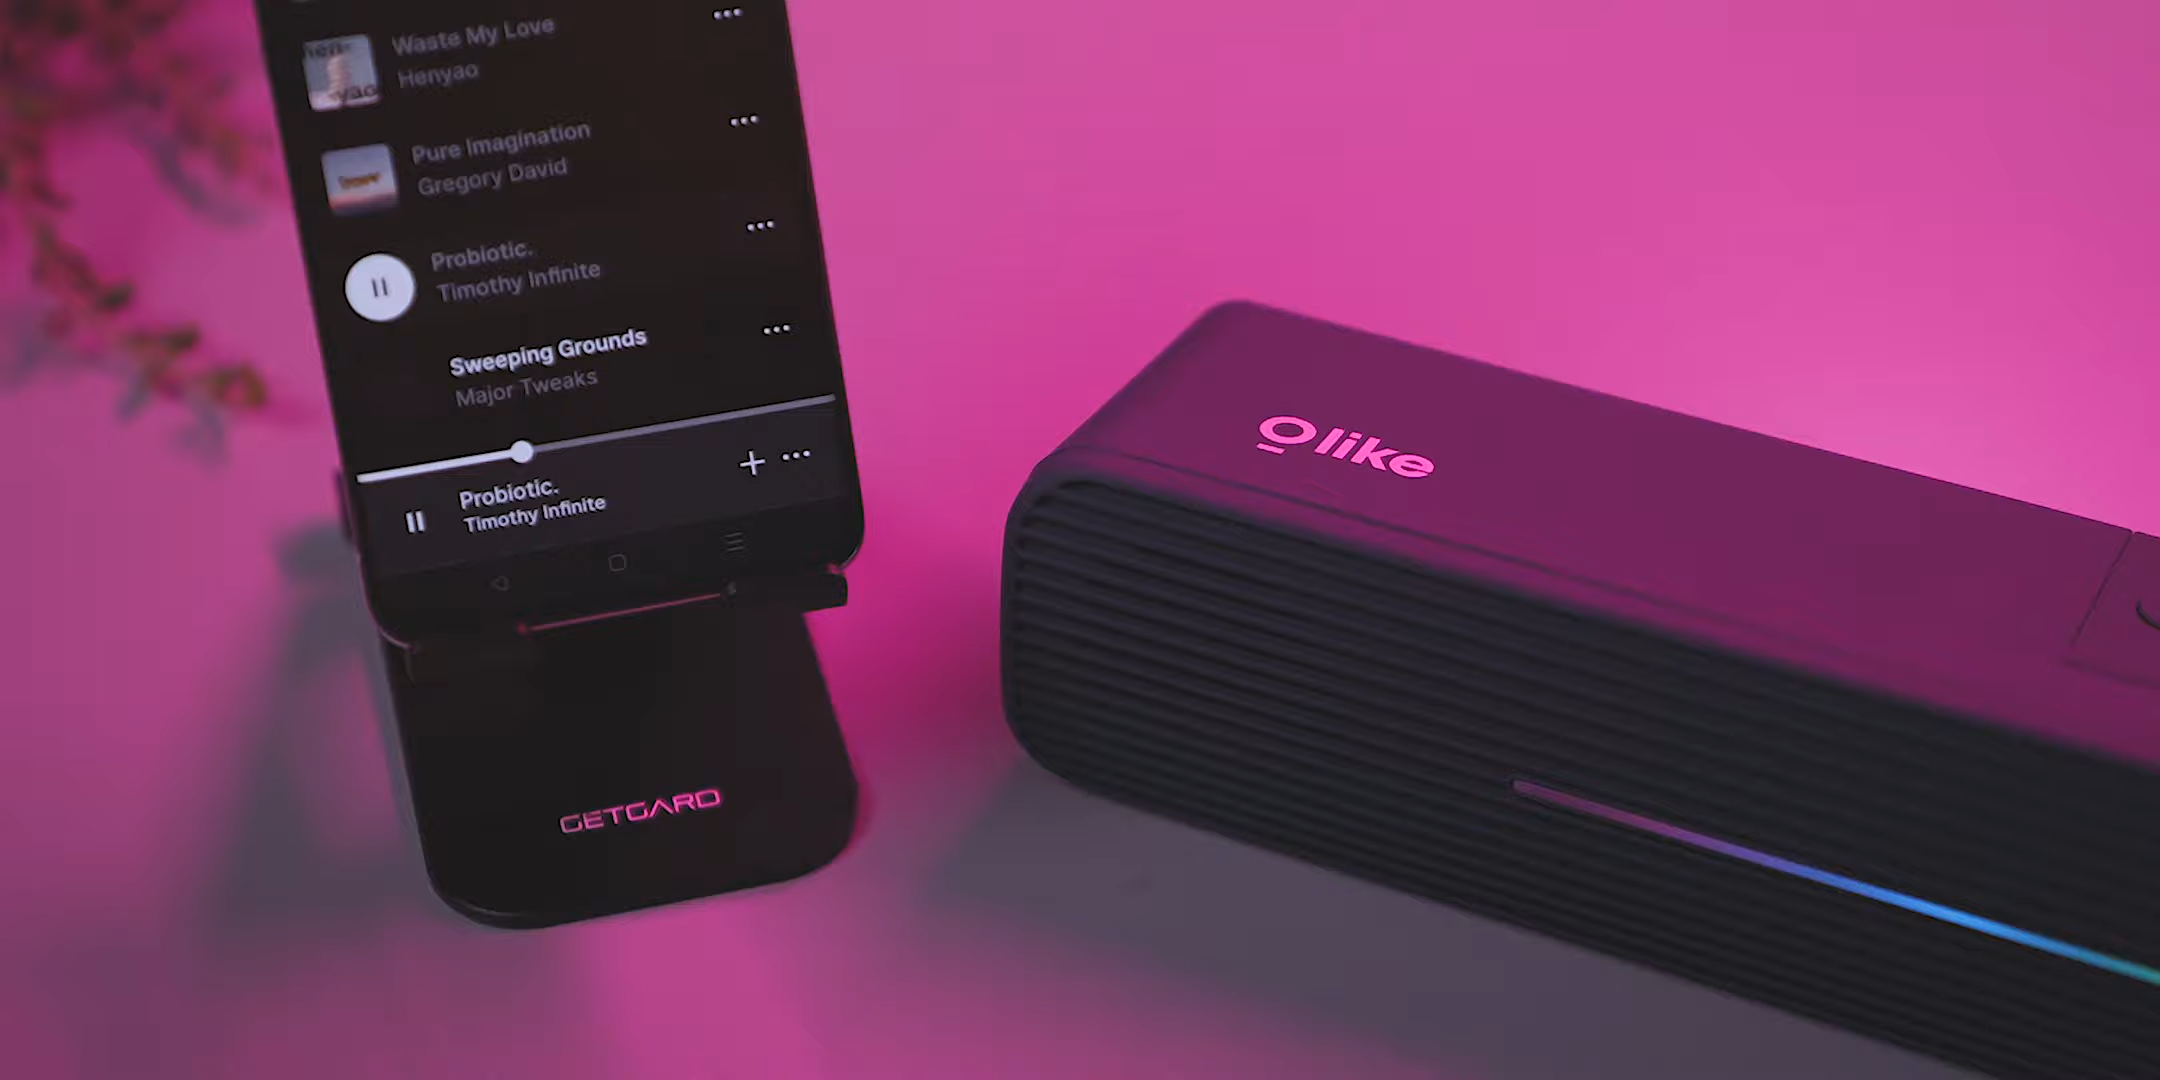 Waste My Love
Henyao
Pure Imagination
Gregory David
Probiotic.
Timothy Infinite
Sweeping Grounds
Major Tweaks
Probiotic.
Timothy Infinite
GETGARD
Olike